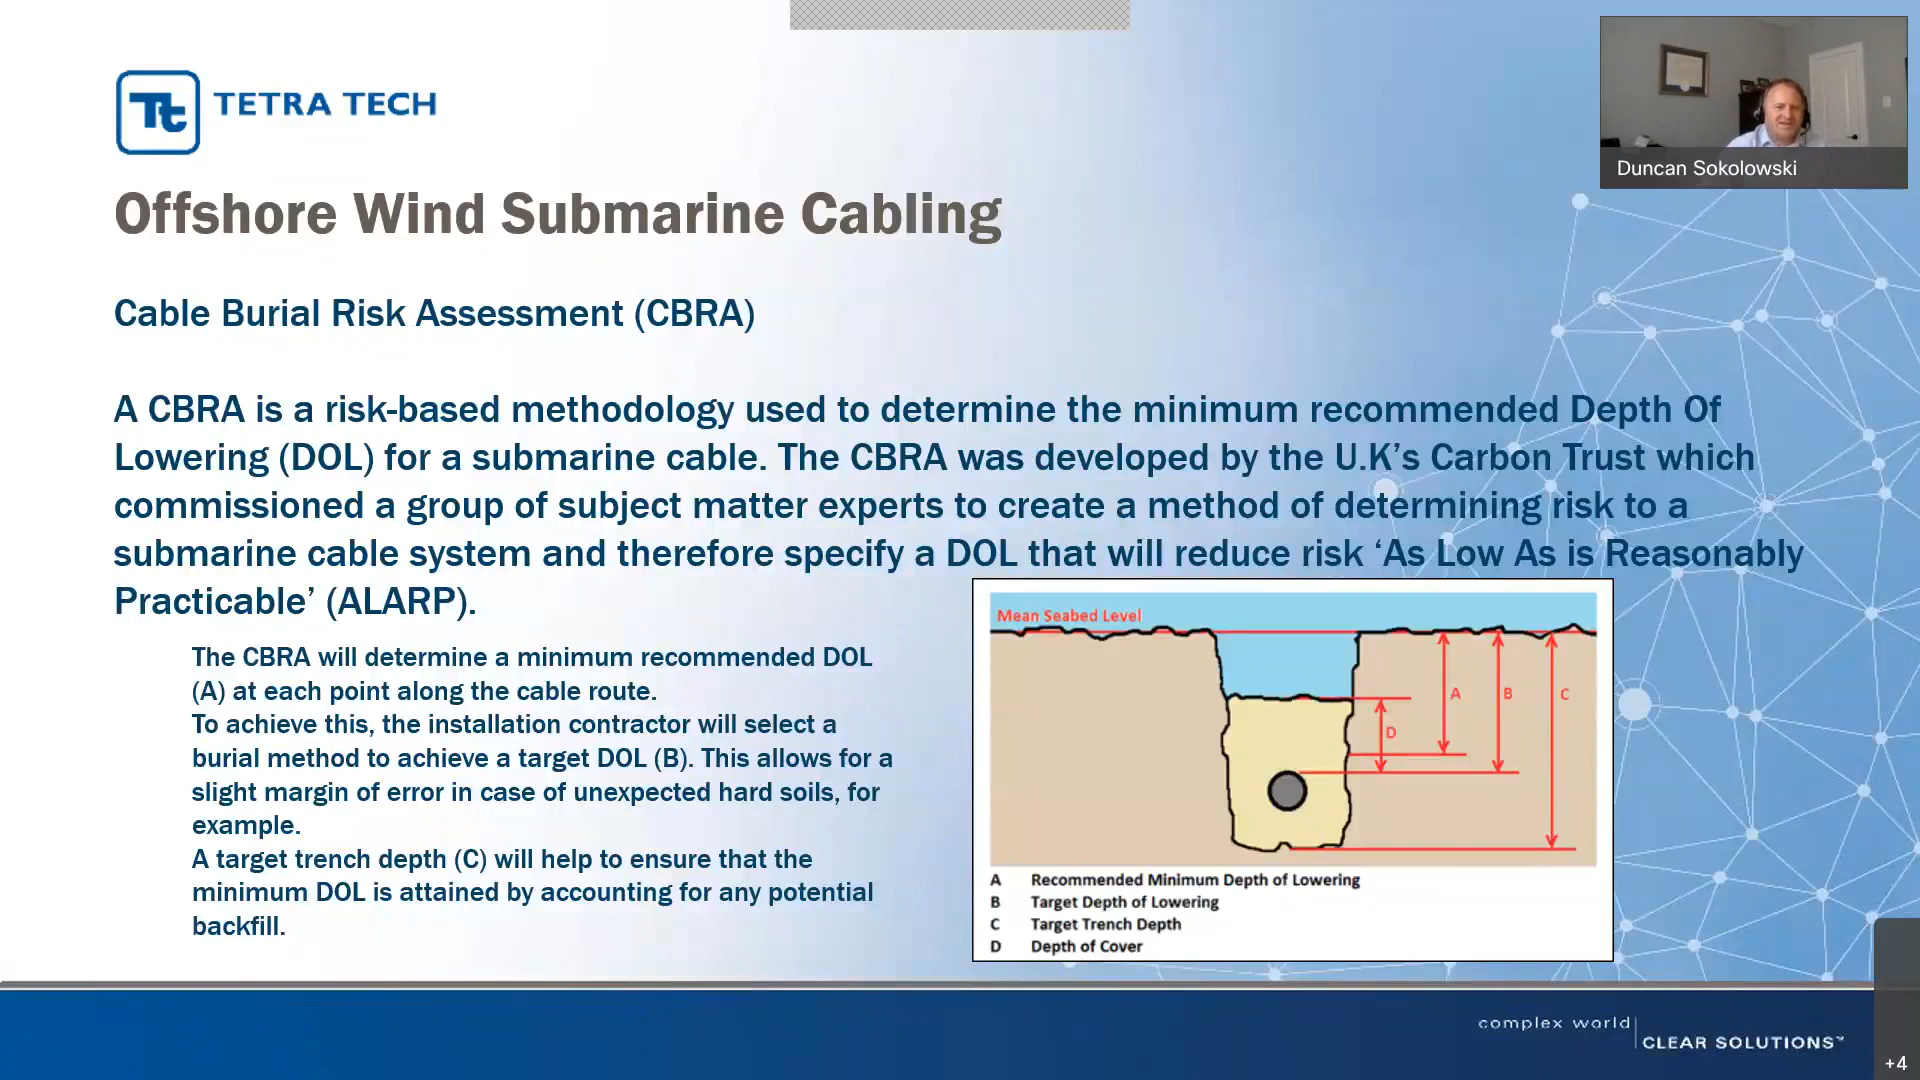 Tt TETRA TECH
Duncan Sokolowski
Offshore Wind Submarine Cabling
Cable Burial Risk Assessment (CBRA)
A CBRA is a risk-based methodology used to determine the minimum recommended Depth Of
Lowering (DOL) for a submarine cable. The CBRA was developed by the U.K’s Carbon Trust which
commissioned a group of subject matter experts to create a method of determining risk to a
submarine cable system and therefore specify a DOL that will reduce risk ‘As Low As is Reasonably
Practicable’ (ALARP).
The CBRA will determine a minimum recommended DOL
(A) at each point along the cable route.
To achieve this, the installation contractor will select a
burial method to achieve a target DOL (B). This allows for a
slight margin of error in case of unexpected hard soils, for
example.
A target trench depth (C) will help to ensure that the
minimum DOL is attained by accounting for any potential
backfill.
Mean Seabed Level
A B C
D
A Recommended Minimum Depth of Lowering
B Target Depth of Lowering
C Target Trench Depth
D Depth of Cover
complex world
CLEAR SOLUTIONS™
+4